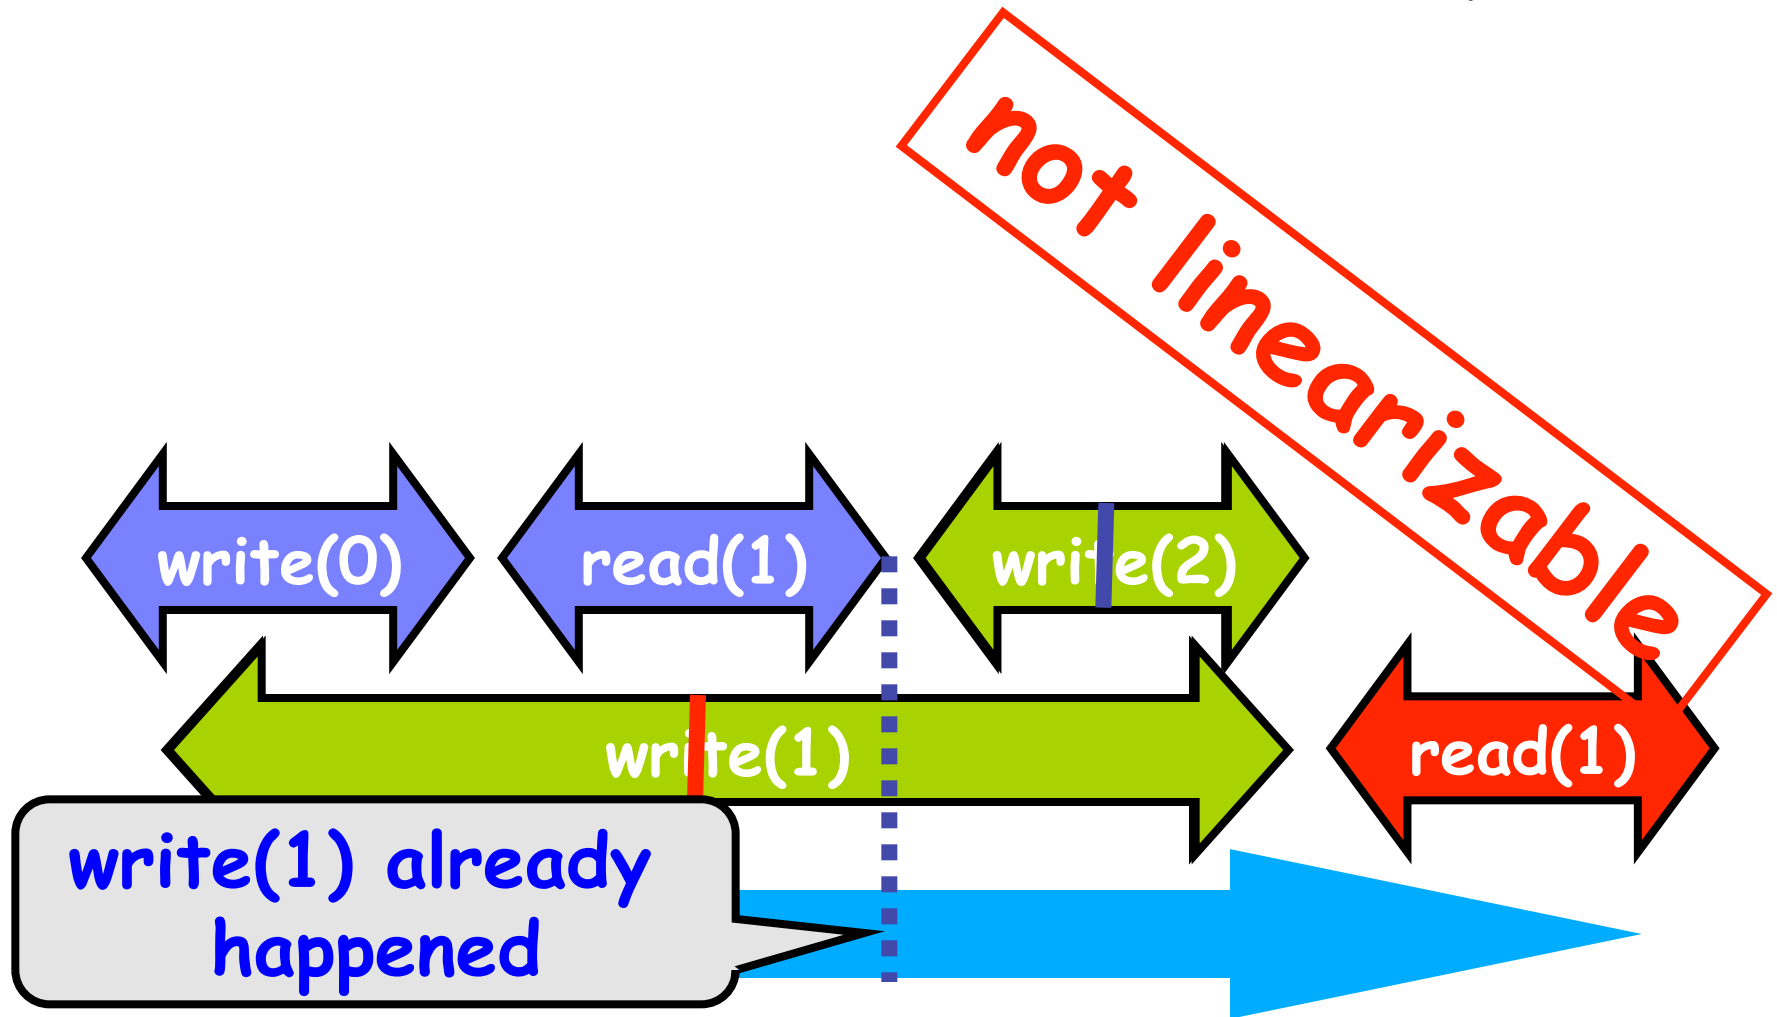 not linearizable
write(0)
read(1)
write(2)
write(1)
read(1)
write(1) already
happened